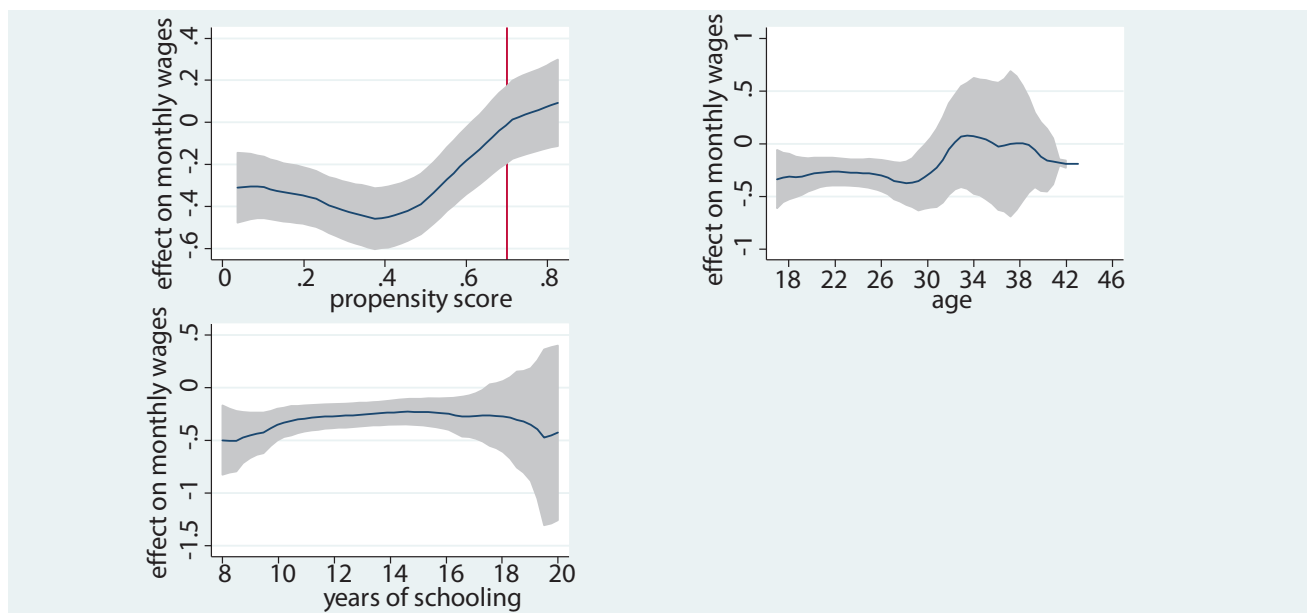 effect on monthly wages
.4
.2
0
-.2
-.4
-.6
0 .2 .4 .6 .8
propensity score
effect on monthly wages
1
.5
0
-.5
-1
18 22 26 30 34 38 42 46
age
effect on monthly wages
.5
0
-.5
-1
-1.5
8 10 12 14 16 18 20
years of schooling